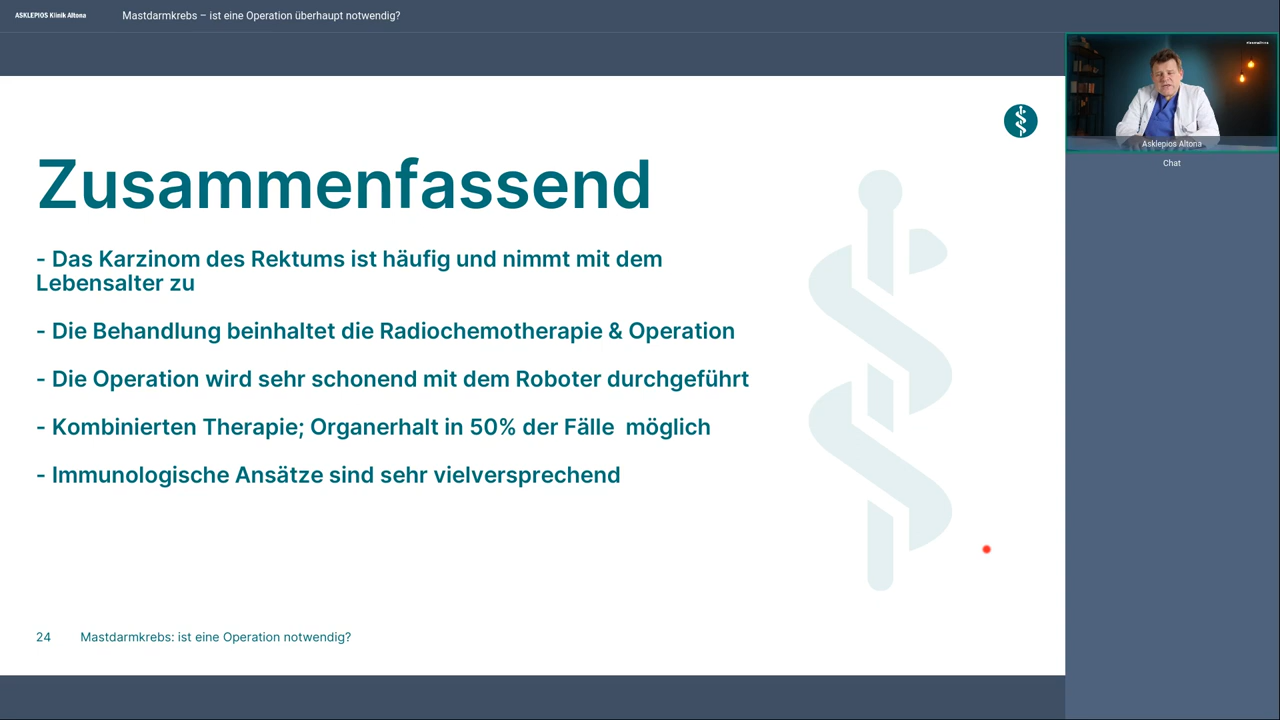 ASKLEPIOS Klinik Altona
Mastdarmkrebs – ist eine Operation überhaupt notwendig?
Zusammenfassend
- Das Karzinom des Rektums ist häufig und nimmt mit dem
Lebensalter zu
- Die Behandlung beinhaltet die Radiochemotherapie & Operation
- Die Operation wird sehr schonend mit dem Roboter durchgeführt
- Kombinierten Therapie; Organerhalt in 50% der Fälle  möglich
- Immunologische Ansätze sind sehr vielversprechend
24 Mastdarmkrebs: ist eine Operation notwendig?
Asklepios Altona
Chat